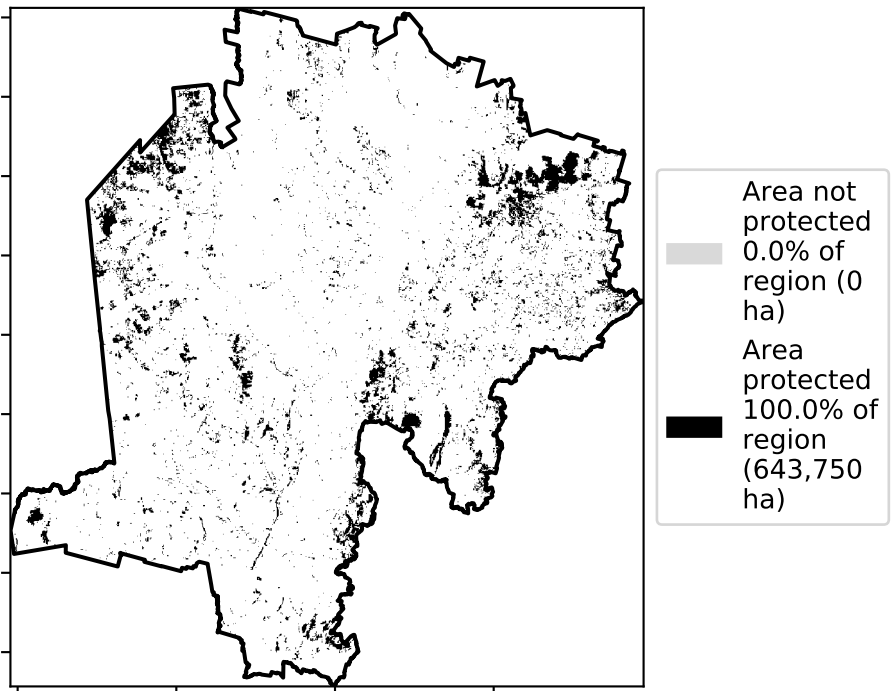 Area not
protected
0.0% of
region (0
ha)
Area
protected
100.0% of
region
(643,750
ha)